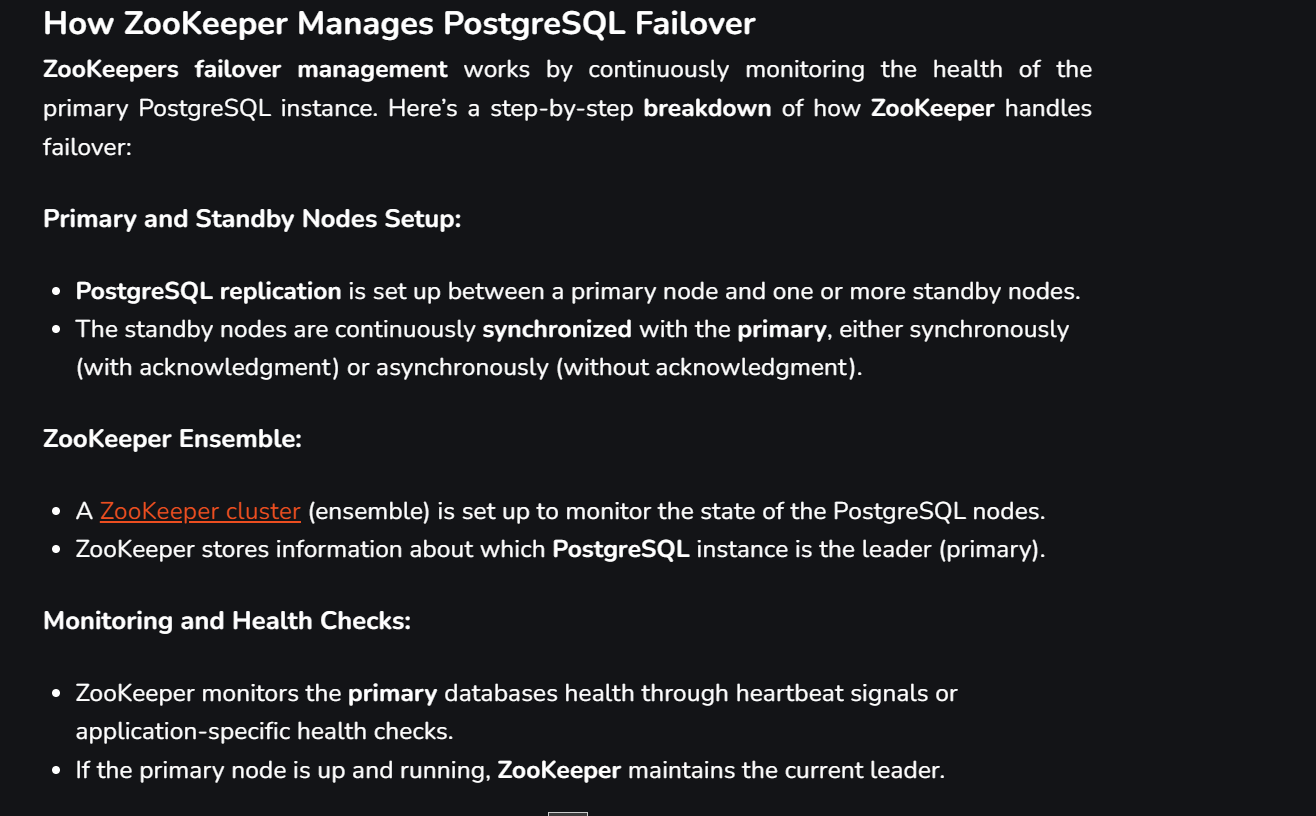 How ZooKeeper Manages PostgreSQL Failover
ZooKeepers failover management works by continuously monitoring the health of the
primary PostgreSQL instance. Here’s a step-by-step breakdown of how ZooKeeper handles
failover:
Primary and Standby Nodes Setup:
• PostgreSQL replication is set up between a primary node and one or more standby nodes.
• The standby nodes are continuously synchronized with the primary, either synchronously
(with acknowledgment) or asynchronously (without acknowledgment).
ZooKeeper Ensemble:
• A ZooKeeper cluster (ensemble) is set up to monitor the state of the PostgreSQL nodes.
• ZooKeeper stores information about which PostgreSQL instance is the leader (primary).
Monitoring and Health Checks:
• ZooKeeper monitors the primary databases health through heartbeat signals or
application-specific health checks.
• If the primary node is up and running, ZooKeeper maintains the current leader.